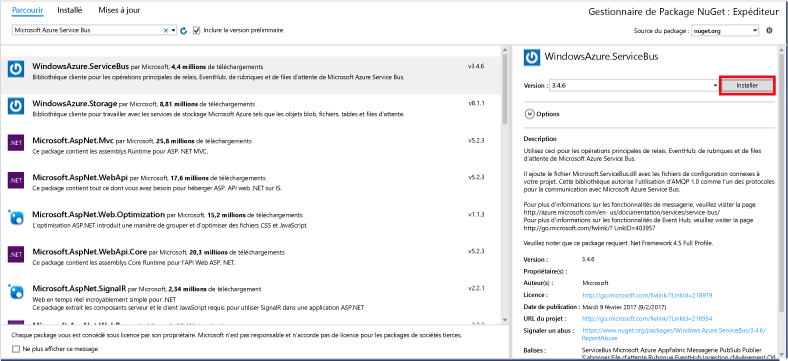 Parcourir Installé Mises à jour
Gestionnaire de Package NuGet : Expéditeur
Microsoft Azure Service Bus
Inclure la version préliminaire
Source du package : nuget.org
WindowsAzure.ServiceBus par Microsoft, 4,4 millions de téléchargements v3.4.6
Bibliothèque cliente pour les opérations principales de relais, EventHub, de rubriques et de files d'attente de Microsoft Azure Service Bus.
WindowsAzure.Storage par Microsoft, 8,81 millions de téléchargements v8.1.1
Bibliothèque cliente pour travailler avec les services de stockage Microsoft Azure tels que les objets blob, fichiers, tables et files d'attente.
.NET
Microsoft.AspNet.Mvc par Microsoft, 25,8 millions de téléchargements v5.2.3
Ce package contient les assemblys Runtime pour ASP. NET MVC.
.NET
Microsoft.AspNet.WebApi par Microsoft, 17,6 millions de téléchargements v5.2.3
Ce package contient tout ce dont vous avez besoin pour héberger ASP. API web .NET sur IS.
Microsoft.AspNet.Web.Optimization par Microsoft, 15,2 millions de téléchargements v1.1.3
L'optimisation ASP.NET introduit une manière de grouper et d'optimiser des fichiers CSS et JavaScript.
.NET
Microsoft.AspNet.WebApi.Core par Microsoft, 20,3 millions de téléchargements v5.2.3
Ce package contient les assemblys Core Runtime pour l'API Web ASP. NET.
Microsoft.AspNet.SignalR par Microsoft, 2,34 millions de téléchargements v2.2.1
Web en temps réel incroyablement simple pour .NET
Ce package extrait les composants serveur et le client JavaScript requis pour utiliser SignalR dans une application ASP.NET
Chaque package vous est concédé sous licence par son propriétaire. Microsoft n'est pas responsable et n'accorde pas de licence pour les packages de sociétés tierces.
Ne plus afficher ce message
WindowsAzure.ServiceBus
Version : 3.4.6 Installer
Options
Description
Utilisez ceci pour les opérations principales de relais, EventHub, de rubriques et de files
d'attente de Microsoft Azure Service Bus.
Il ajoute le fichier Microsoft.ServiceBus.dll avec les fichiers de configuration connexes à
votre projet. Cette bibliothèque autorise l'utilisation d'AMQP 1.0 comme l'un des protocoles
pour la communication avec Microsoft Azure Service Bus.
Pour plus d'informations sur les fonctionnalités de messagerie, veuillez visiter la page
http://azure.microsoft.com/en- us/documentation/services/service-bus/
Pour plus d'informations sur les fonctionnalités de Event Hub, veuillez visiter la page
http://go.microsoft.com/fwlink/? LinkID=403957
Veuillez noter que ce package requiert .Net Framework 4.5 Full Profile.
Version : 3.4.6
Propriétaire(s) :
Auteur(s) : Microsoft
Licence : http://go.microsoft.com/fwlink/?LinkId=218919
Date de publication : Mardi 9 février 2017 (9/2/2017)
URL du projet : http://go.microsoft.com/fwlink/?LinkId=218954
Signaler un abus : https://www.nuget.org/packages/Windows.Azure.ServiceBus/3.4.6/
ReportAbuse
Balises : ServiceBus Microsoft Azure AppFabric Messagerie PubSub Publier